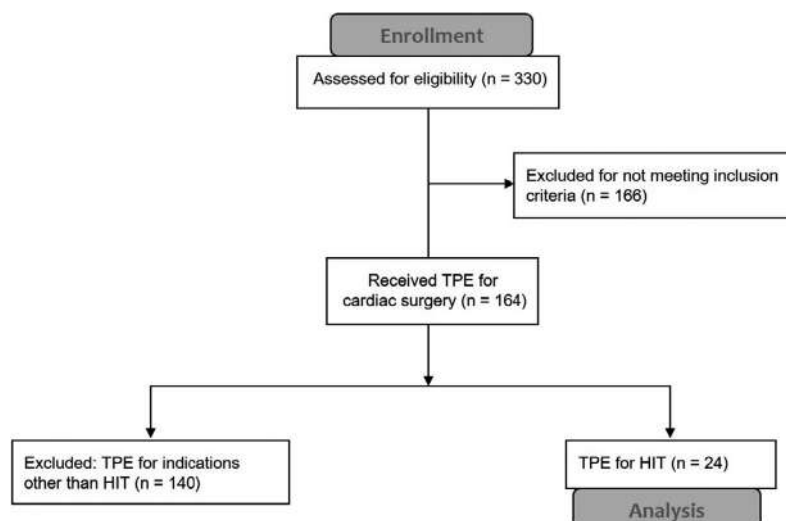 Enrollment
Assessed for eligibility (n = 330)
Excluded for not meeting inclusion
criteria (n = 166)
Received TPE for
cardiac surgery (n = 164)
Excluded: TPE for indications
other than HIT (n = 140)
TPE for HIT (n = 24)
Analysis